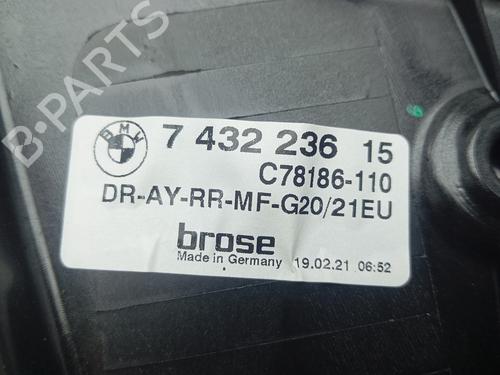 B-PARTS
BMW
7 432 236 15
C78186-110
DR-AY-RR-MF-G20/21EU
brose
Made in Germany 19.02.21 06:52